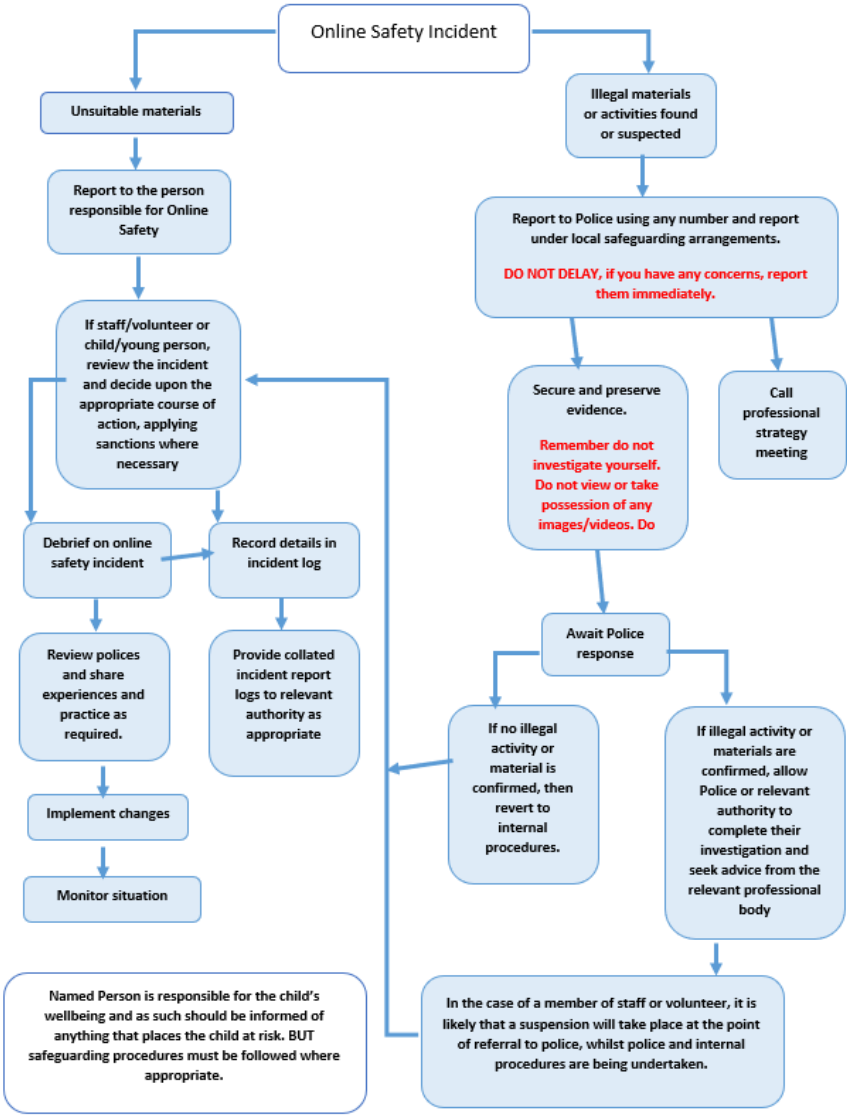 Online Safety Incident
Unsuitable materials
Report to the person
responsible for Online
Safety
If staff/volunteer or
child/young person,
review the incident
and decide upon the
appropriate course of
action, applying
sanctions where
necessary
Debrief on online
safety incident
Record details in
incident log
Review polices
and share
experiences and
practice as
required.
Provide collated
incident report
logs to relevant
authority as
appropriate
Implement changes
Monitor situation
Illegal materials
or activities found
or suspected
Report to Police using any number and report
under local safeguarding arrangements.
DO NOT DELAY, if you have any concerns, report
them immediately.
Secure and preserve
evidence.
Remember do not
investigate yourself.
Do not view or take
possession of any
images/videos. Do
Call
professional
strategy
meeting
Await Police
response
If no illegal
activity or
material is
confirmed, then
revert to
internal
procedures.
If illegal activity or
materials are
confirmed, allow
Police or relevant
authority to
complete their
investigation and
seek advice from the
relevant professional
body
In the case of a member of staff or volunteer, it is
likely that a suspension will take place at the point
of referral to police, whilst police and internal
procedures are being undertaken.
Named Person is responsible for the child's
wellbeing and as such should be informed of
anything that places the child at risk. BUT
safeguarding procedures must be followed where
appropriate.